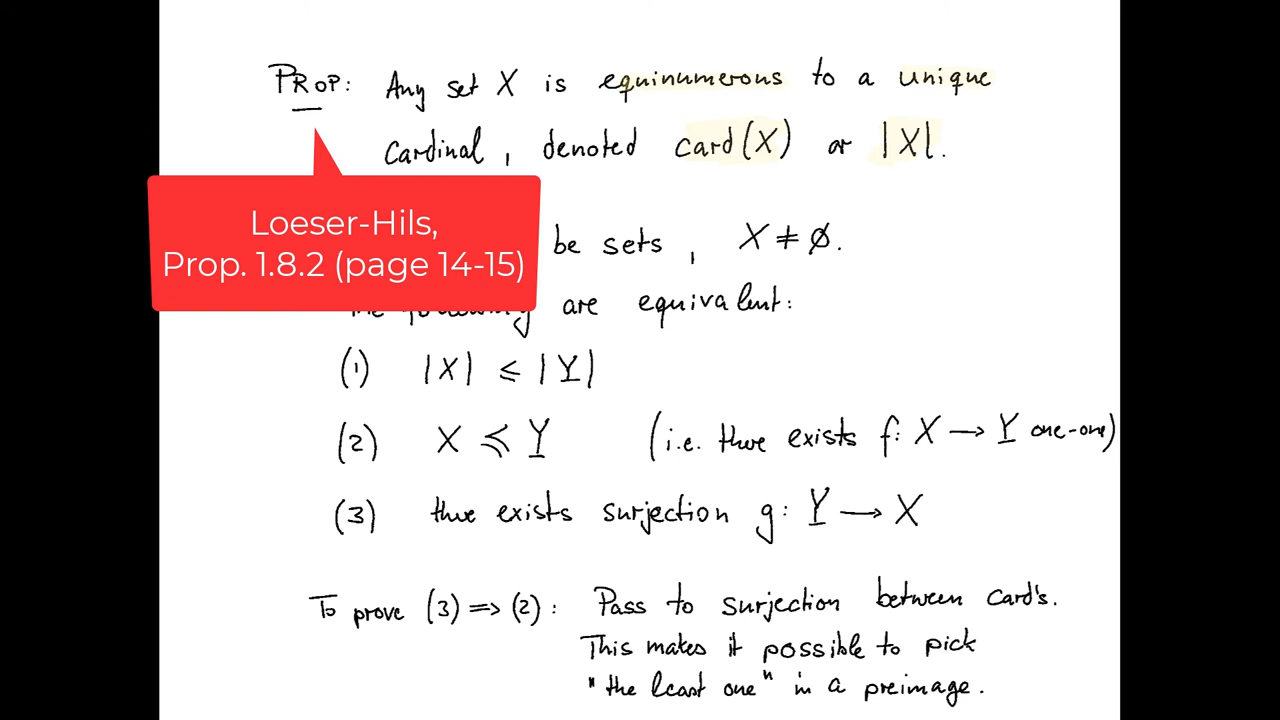 PROP: Any set X is equinumerous to a unique
cardinal, denoted card(X) or |X|.
Loeser-Hils,
Prop. 1.8.2 (page 14-15)
be sets, X ≠ ∅.
The following are equivalent:
(1) |X| ≤ |Y|
(2) X ≼ Y (i.e. there exists f: X → Y one-one)
(3) there exists surjection g: Y → X
To prove (3) ⇒ (2): Pass to surjection between card's.
This makes it possible to pick
"the least one" in a preimage.